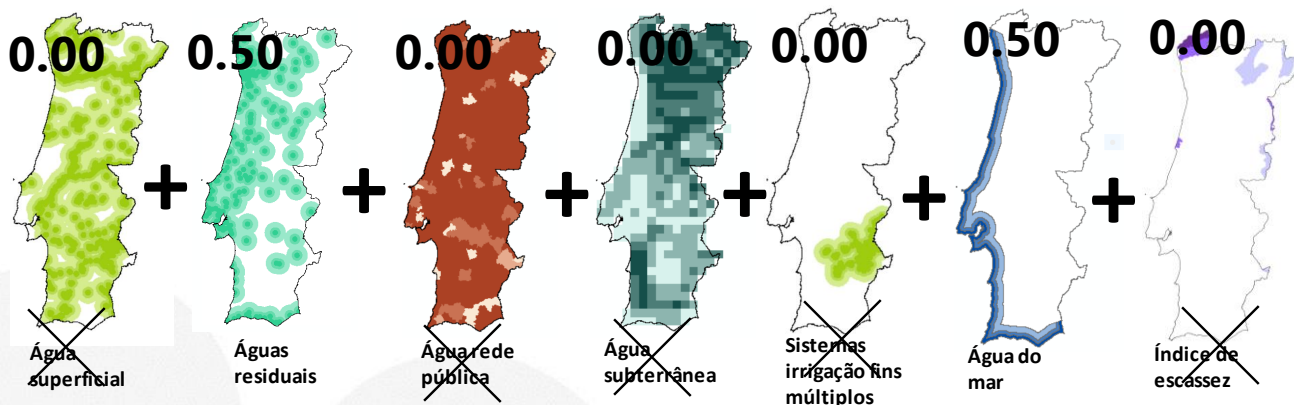 0.00
0.50
0.00
0.00
0.00
0.50
0.00
+
+
+
+
+
+
Água
superficial
Águas
residuais
Água rede
pública
Água
subterrânea
Sistemas
irrigação fins
múltiplos
Água do
mar
Índice de
escassez